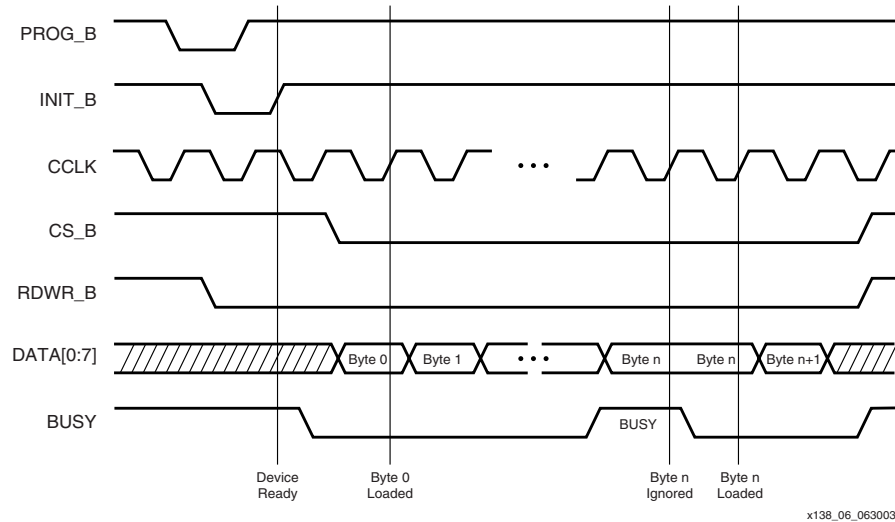 PROG_B
INIT_B
CCLK
CS_B
RDWR_B
DATA[0:7]
Byte 0
Byte 1
Byte n
Byte n
Byte n+1
BUSY
BUSY
Device
Ready
Byte 0
Loaded
Byte n
Ignored
Byte n
Loaded
x138_06_063003